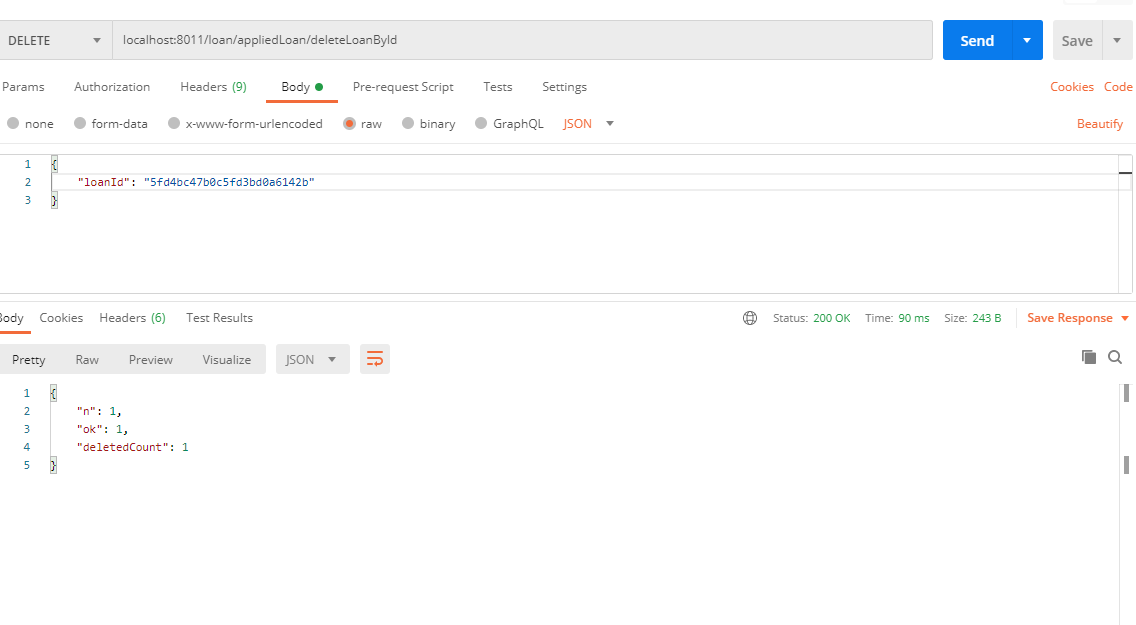 DELETE localhost:8011/loan/appliedLoan/deleteLoanById Send Save
Params Authorization Headers (9) Body Pre-request Script Tests Settings Cookies Code
none form-data x-www-form-urlencoded raw binary GraphQL JSON Beautify
1 {
2 "loanId": "5fd4bc47b0c5fd3bd0a6142b"
3 }
Body Cookies Headers (6) Test Results Status: 200 OK Time: 90 ms Size: 243 B Save Response
Pretty Raw Preview Visualize JSON
1 {
2 "n": 1,
3 "ok": 1,
4 "deletedCount": 1
5 }